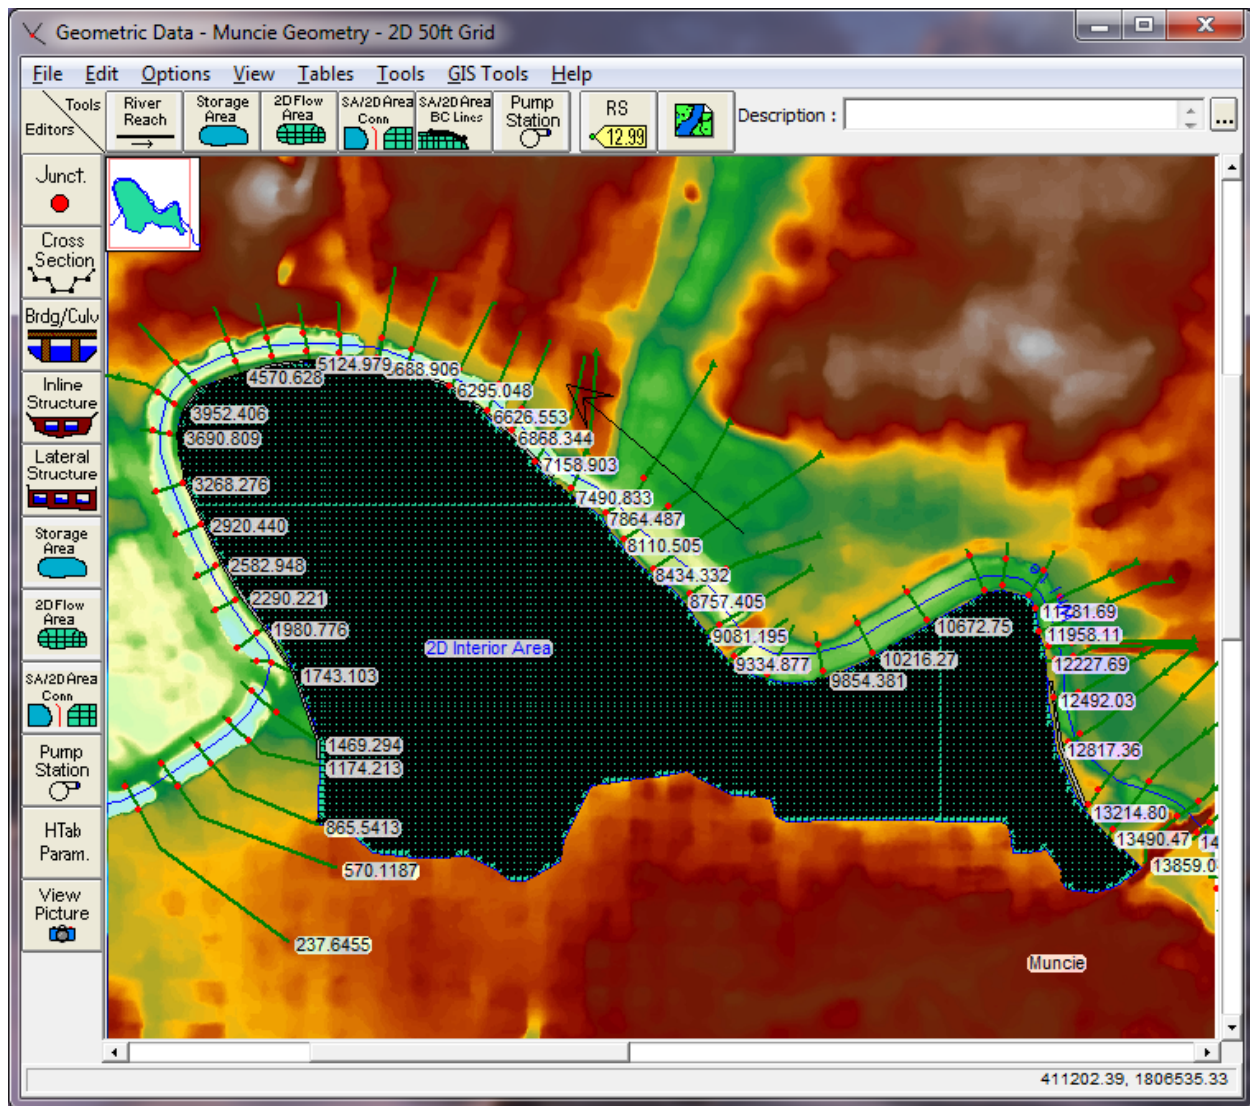 Geometric Data - Muncie Geometry - 2D 50ft Grid
File Edit Options View Tables Tools GIS Tools Help
Tools
Editors
River
Reach
Storage
Area
2D Flow
Area
SA/2D Area
Conn
SA/2D Area
BC Lines
Pump
Station
RS
12.99
Description :
...
Junct.
Cross
Section
Brdg/Culv
Inline
Structure
Lateral
Structure
Storage
Area
2D Flow
Area
SA/2D Area
Conn
Pump
Station
HTab
Param.
View
Picture
4570.628
5124.979
6295.048
3952.406
6626.553
3690.809
6868.344
7158.903
3268.276
7490.833
2920.440
7864.487
8110.505
2582.948
8434.332
2290.221
8757.405
1980.776
9081.195
10672.75
11781.69
11958.11
2D Interior Area
9334.877
10216.27
12227.69
1743.103
9854.381
12492.03
1469.294
12817.36
1174.213
13214.80
865.5413
13490.47
570.1187
13859.0
237.6455
Muncie
411202.39, 1806535.33